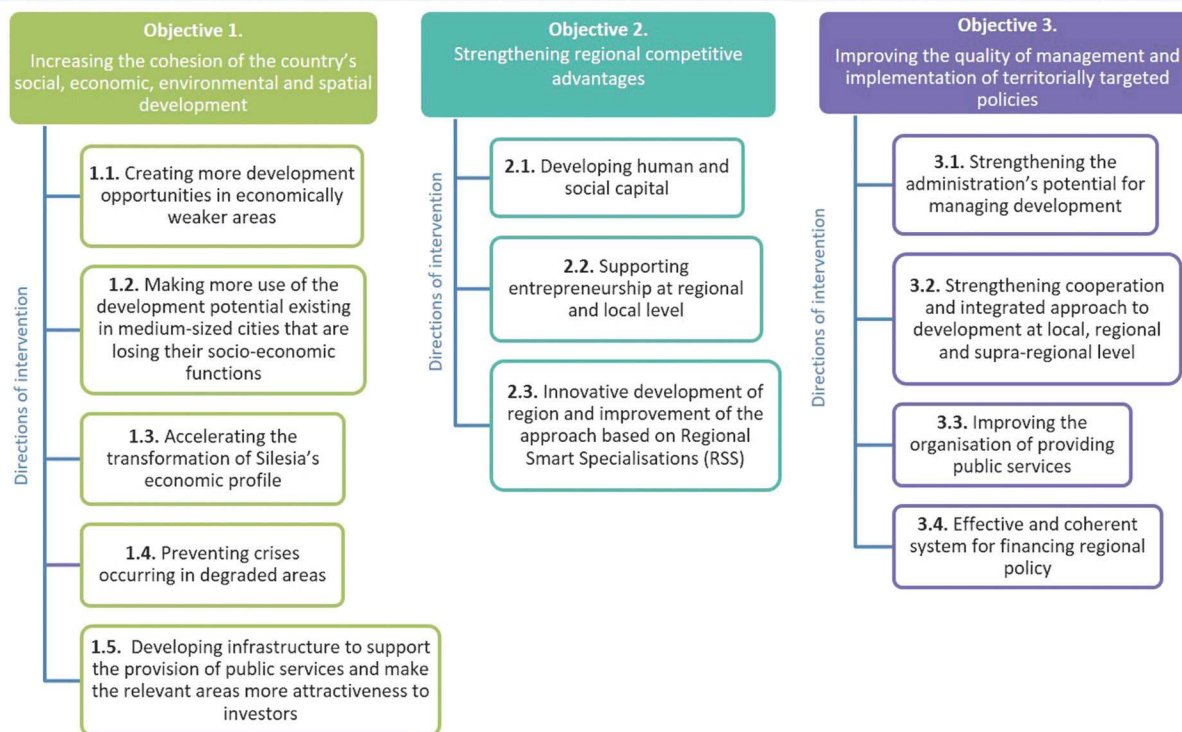 Objective 1.
Increasing the cohesion of the country's
social, economic, environmental and spatial
development
Directions of intervention
1.1. Creating more development
opportunities in economically
weaker areas
1.2. Making more use of the
development potential existing
in medium-sized cities that are
losing their socio-economic
functions
1.3. Accelerating the
transformation of Silesia's
economic profile
1.4. Preventing crises
occurring in degraded areas
1.5. Developing infrastructure to support
the provision of public services and make
the relevant areas more attractiveness to
investors
Objective 2.
Strengthening regional competitive
advantages
Directions of intervention
2.1. Developing human and
social capital
2.2. Supporting
entrepreneurship at regional
and local level
2.3. Innovative development of
region and improvement of the
approach based on Regional
Smart Specialisations (RSS)
Objective 3.
Improving the quality of management and
implementation of territorially targeted
policies
Directions of intervention
3.1. Strengthening the
administration's potential for
managing development
3.2. Strengthening cooperation
and integrated approach to
development at local, regional
and supra-regional level
3.3. Improving the
organisation of providing
public services
3.4. Effective and coherent
system for financing regional
policy